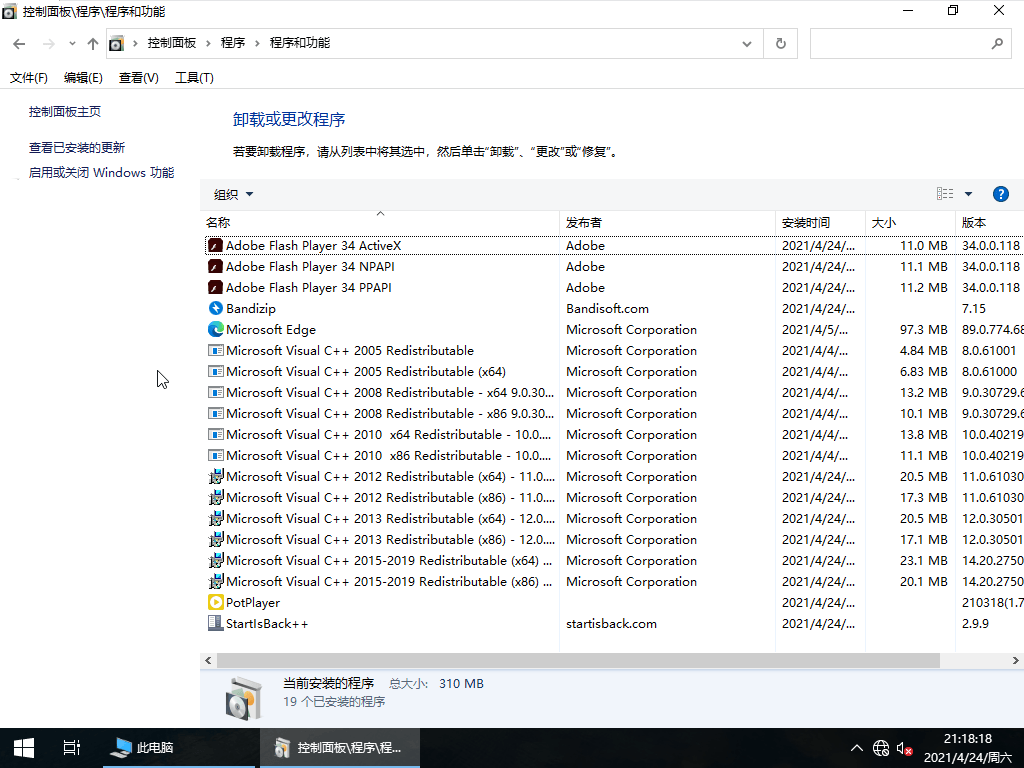 控制面板\程序\程序和功能
控制面板 程序 程序和功能
文件(F) 编辑(E) 查看(V) 工具(T)
控制面板主页
查看已安装的更新
启用或关闭 Windows 功能
卸载或更改程序
若要卸载程序，请从列表中将其选中，然后单击“卸载”、“更改”或“修复”。
组织
名称 发布者 安装时间 大小 版本
Adobe Flash Player 34 ActiveX Adobe 2021/4/24/... 11.0 MB 34.0.0.118
Adobe Flash Player 34 NPAPI Adobe 2021/4/24/... 11.1 MB 34.0.0.118
Adobe Flash Player 34 PPAPI Adobe 2021/4/24/... 11.2 MB 34.0.0.118
Bandizip Bandisoft.com 2021/4/24/... 7.15
Microsoft Edge Microsoft Corporation 2021/4/5/... 97.3 MB 89.0.774.68
Microsoft Visual C++ 2005 Redistributable Microsoft Corporation 2021/4/4/... 4.84 MB 8.0.61001
Microsoft Visual C++ 2005 Redistributable (x64) Microsoft Corporation 2021/4/4/... 6.83 MB 8.0.61000
Microsoft Visual C++ 2008 Redistributable - x64 9.0.30... Microsoft Corporation 2021/4/4/... 13.2 MB 9.0.30729.6
Microsoft Visual C++ 2008 Redistributable - x86 9.0.30... Microsoft Corporation 2021/4/4/... 10.1 MB 9.0.30729.6
Microsoft Visual C++ 2010 x64 Redistributable - 10.0.... Microsoft Corporation 2021/4/4/... 13.8 MB 10.0.40219
Microsoft Visual C++ 2010 x86 Redistributable - 10.0.... Microsoft Corporation 2021/4/4/... 11.1 MB 10.0.40219
Microsoft Visual C++ 2012 Redistributable (x64) - 11.0.... Microsoft Corporation 2021/4/24/... 20.5 MB 11.0.61030
Microsoft Visual C++ 2012 Redistributable (x86) - 11.0.... Microsoft Corporation 2021/4/24/... 17.3 MB 11.0.61030
Microsoft Visual C++ 2013 Redistributable (x64) - 12.0.... Microsoft Corporation 2021/4/24/... 20.5 MB 12.0.30501
Microsoft Visual C++ 2013 Redistributable (x86) - 12.0.... Microsoft Corporation 2021/4/24/... 17.1 MB 12.0.30501
Microsoft Visual C++ 2015-2019 Redistributable (x64) ... Microsoft Corporation 2021/4/24/... 23.1 MB 14.20.2750
Microsoft Visual C++ 2015-2019 Redistributable (x86) ... Microsoft Corporation 2021/4/24/... 20.1 MB 14.20.2750
PotPlayer 2021/4/24/... 210318(1.7
StartIsBack++ startisback.com 2021/4/24/... 2.9.9
当前安装的程序 总大小: 310 MB
19 个已安装的程序
此电脑 控制面板\程序\程... 21:18:18
2021/4/24/周六